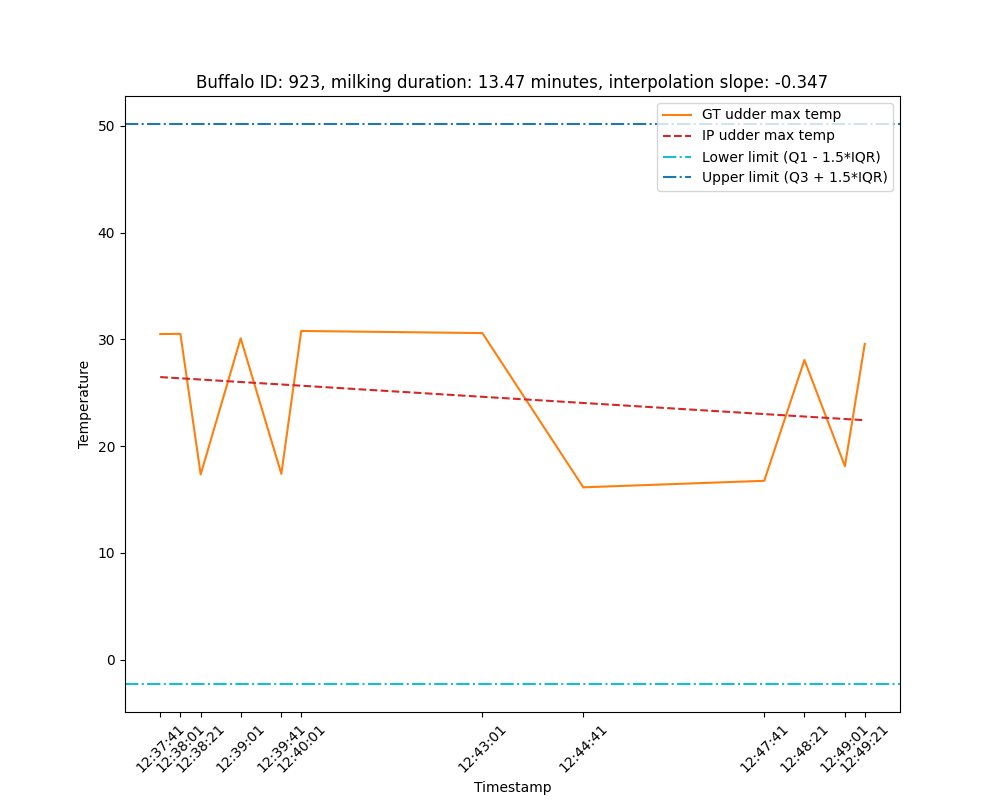 Buffalo ID: 923, milking duration: 13.47 minutes, interpolation slope: -0.347
GT udder max temp
IP udder max temp
Lower limit (Q1 - 1.5*IQR)
Upper limit (Q3 + 1.5*IQR)
Temperature
50
40
30
20
10
0
12:37:41
12:38:01
12:38:21
12:39:01
12:39:41
12:40:01
12:43:01
12:44:41
12:47:41
12:48:21
12:49:01
12:49:21
Timestamp